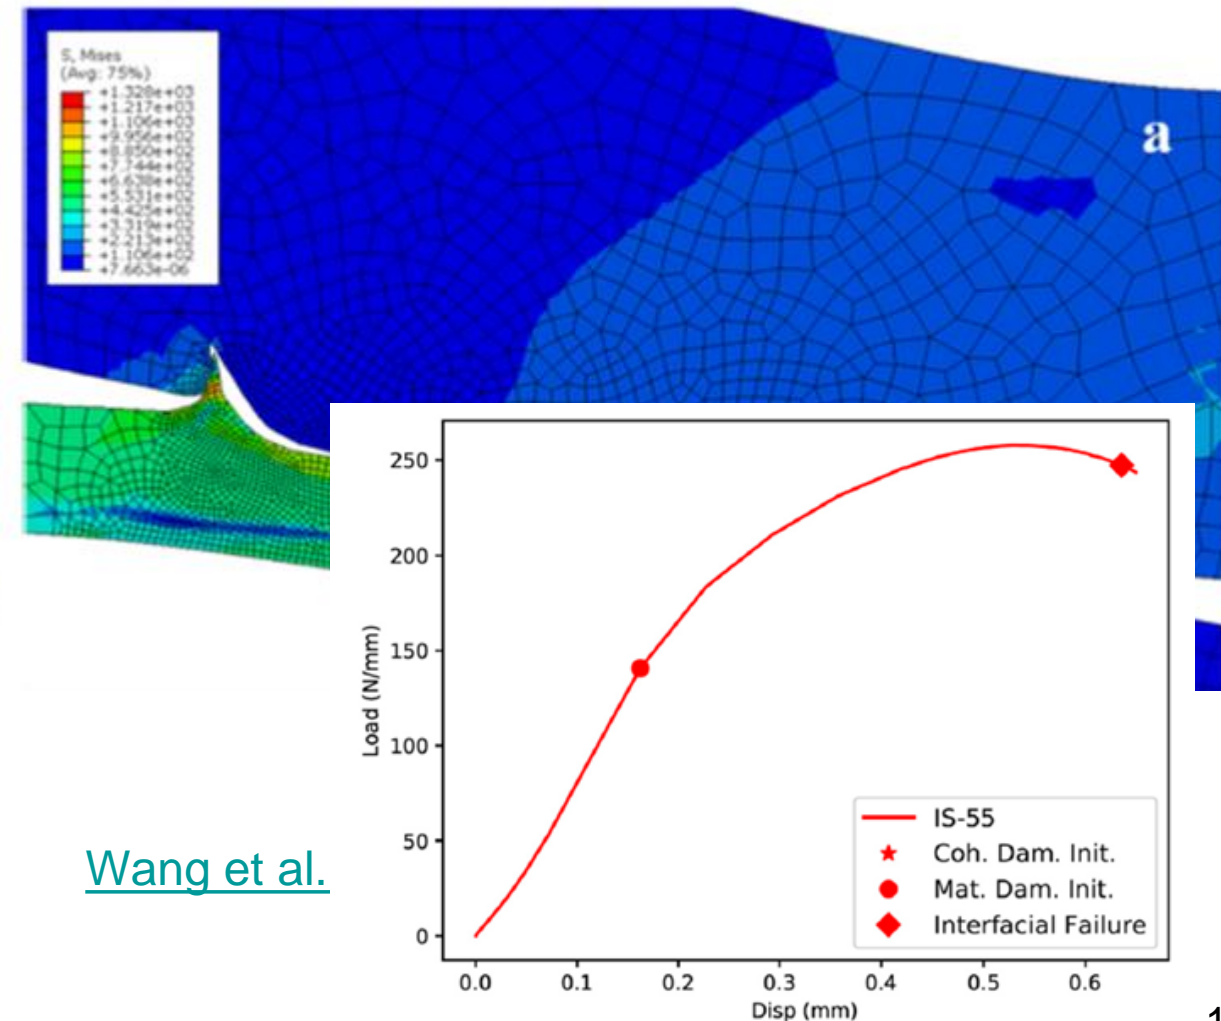 S, Mises
(Avg: 75%)
+1.328e+03
+1.217e+03
+1.106e+03
+9.956e+02
+8.850e+02
+7.744e+02
+6.638e+02
+5.531e+02
+4.425e+02
+3.319e+02
+2.213e+02
+1.106e+02
+7.663e-06
a
250
200
150
100
50
0
Load (N/mm)
IS-55
Coh. Dam. Init.
Mat. Dam. Init.
Interfacial Failure
0.0 0.1 0.2 0.3 0.4 0.5 0.6
Disp (mm)
Wang et al.